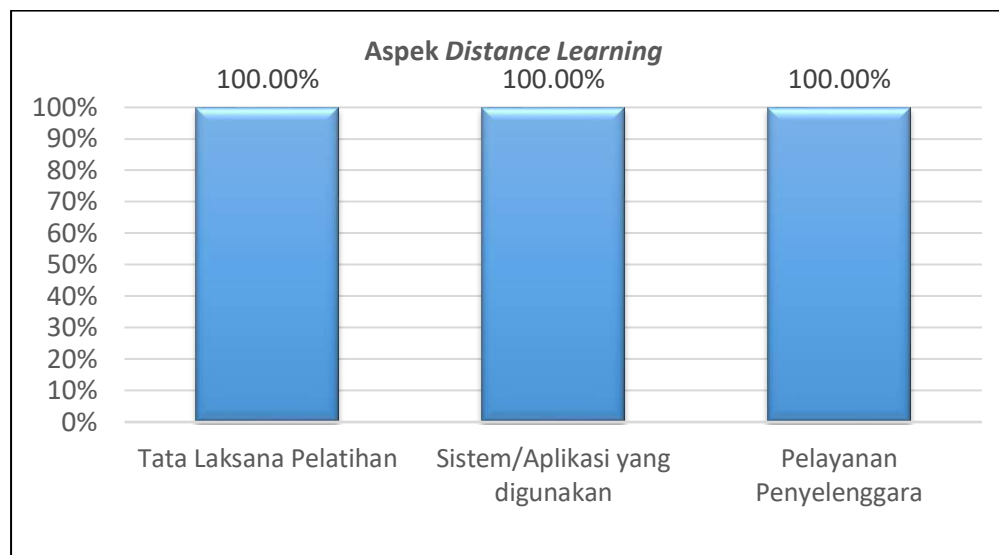 Aspek Distance Learning
100.00% 100.00% 100.00%
100%
90%
80%
70%
60%
50%
40%
30%
20%
10%
0%
Tata Laksana Pelatihan
Sistem/Aplikasi yang
digunakan
Pelayanan
Penyelenggara